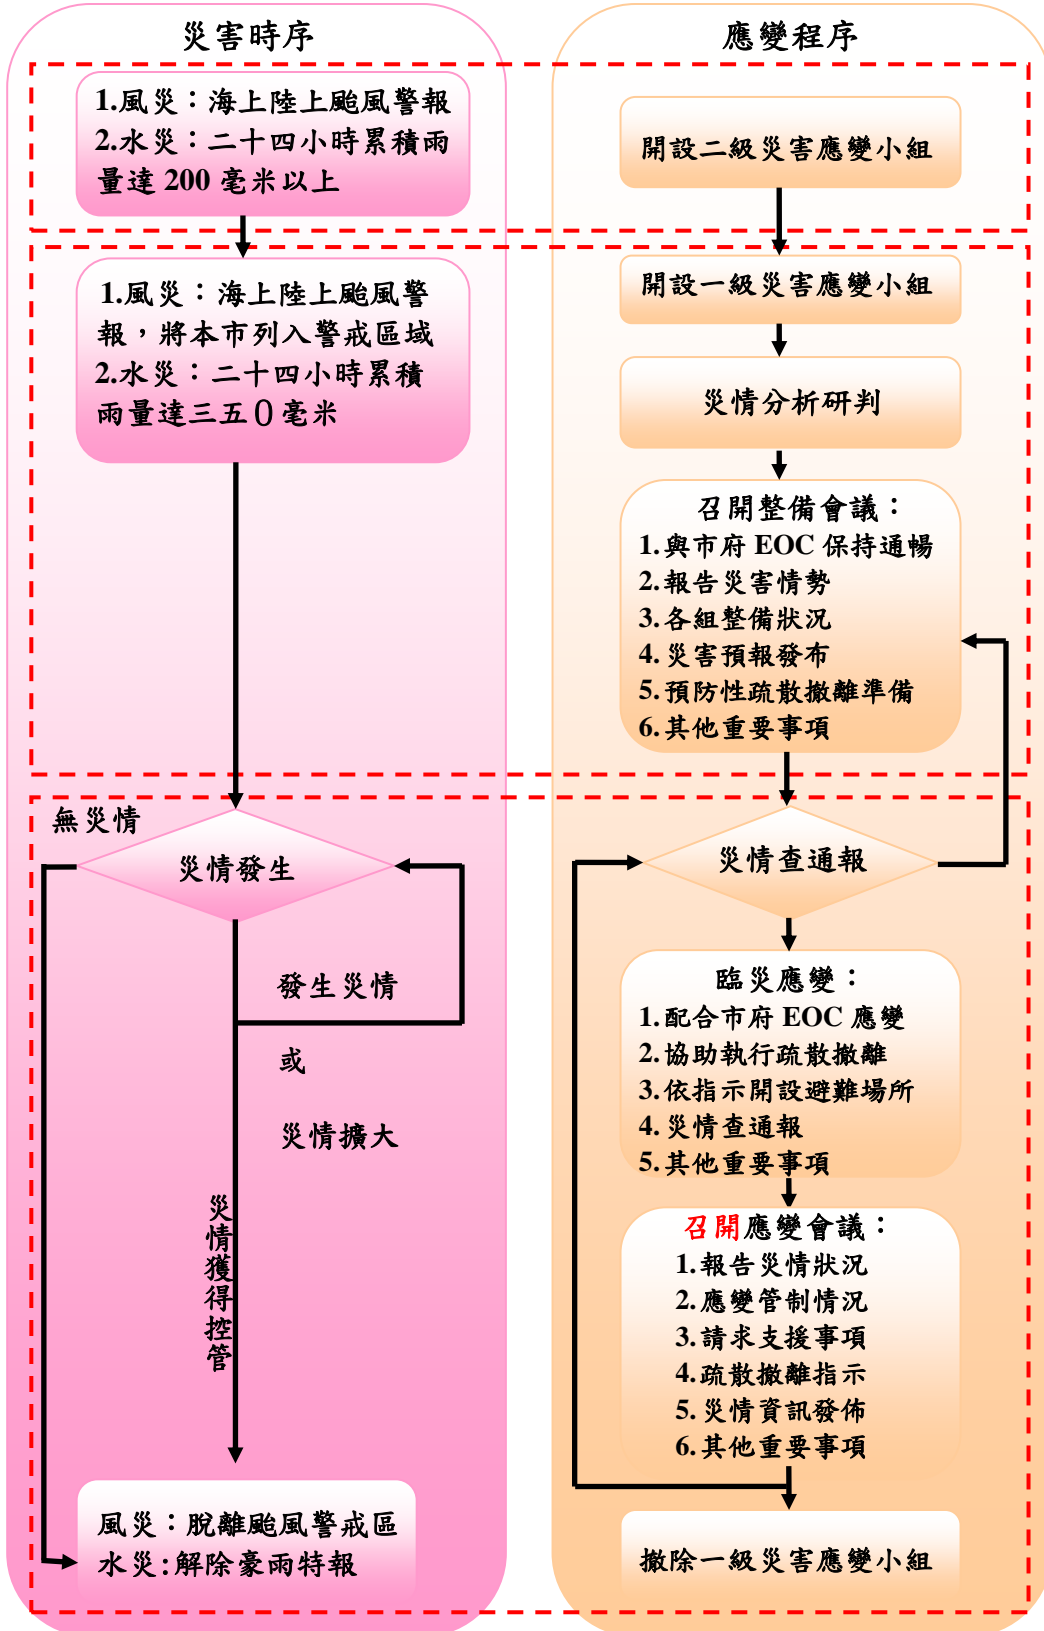 災害時序
1.風災：海上陸上颱風警報
2.水災：二十四小時累積雨
量達 200 毫米以上
1.風災：海上陸上颱風警
報，將本市列入警戒區域
2.水災：二十四小時累積
雨量達三五０毫米
無災情
災情發生
發生災情
或
災情擴大
災情獲得控管
風災：脫離颱風警戒區
水災:解除豪雨特報
應變程序
開設二級災害應變小組
開設一級災害應變小組
災情分析研判
召開整備會議：
1.與市府 EOC 保持通暢
2.報告災害情勢
3.各組整備狀況
4.災害預報發布
5.預防性疏散撤離準備
6.其他重要事項
災情查通報
臨災應變：
1.配合市府 EOC 應變
2.協助執行疏散撤離
3.依指示開設避難場所
4.災情查通報
5.其他重要事項
召開應變會議：
1.報告災情狀況
2.應變管制情況
3.請求支援事項
4.疏散撤離指示
5.災情資訊發佈
6.其他重要事項
撤除一級災害應變小組